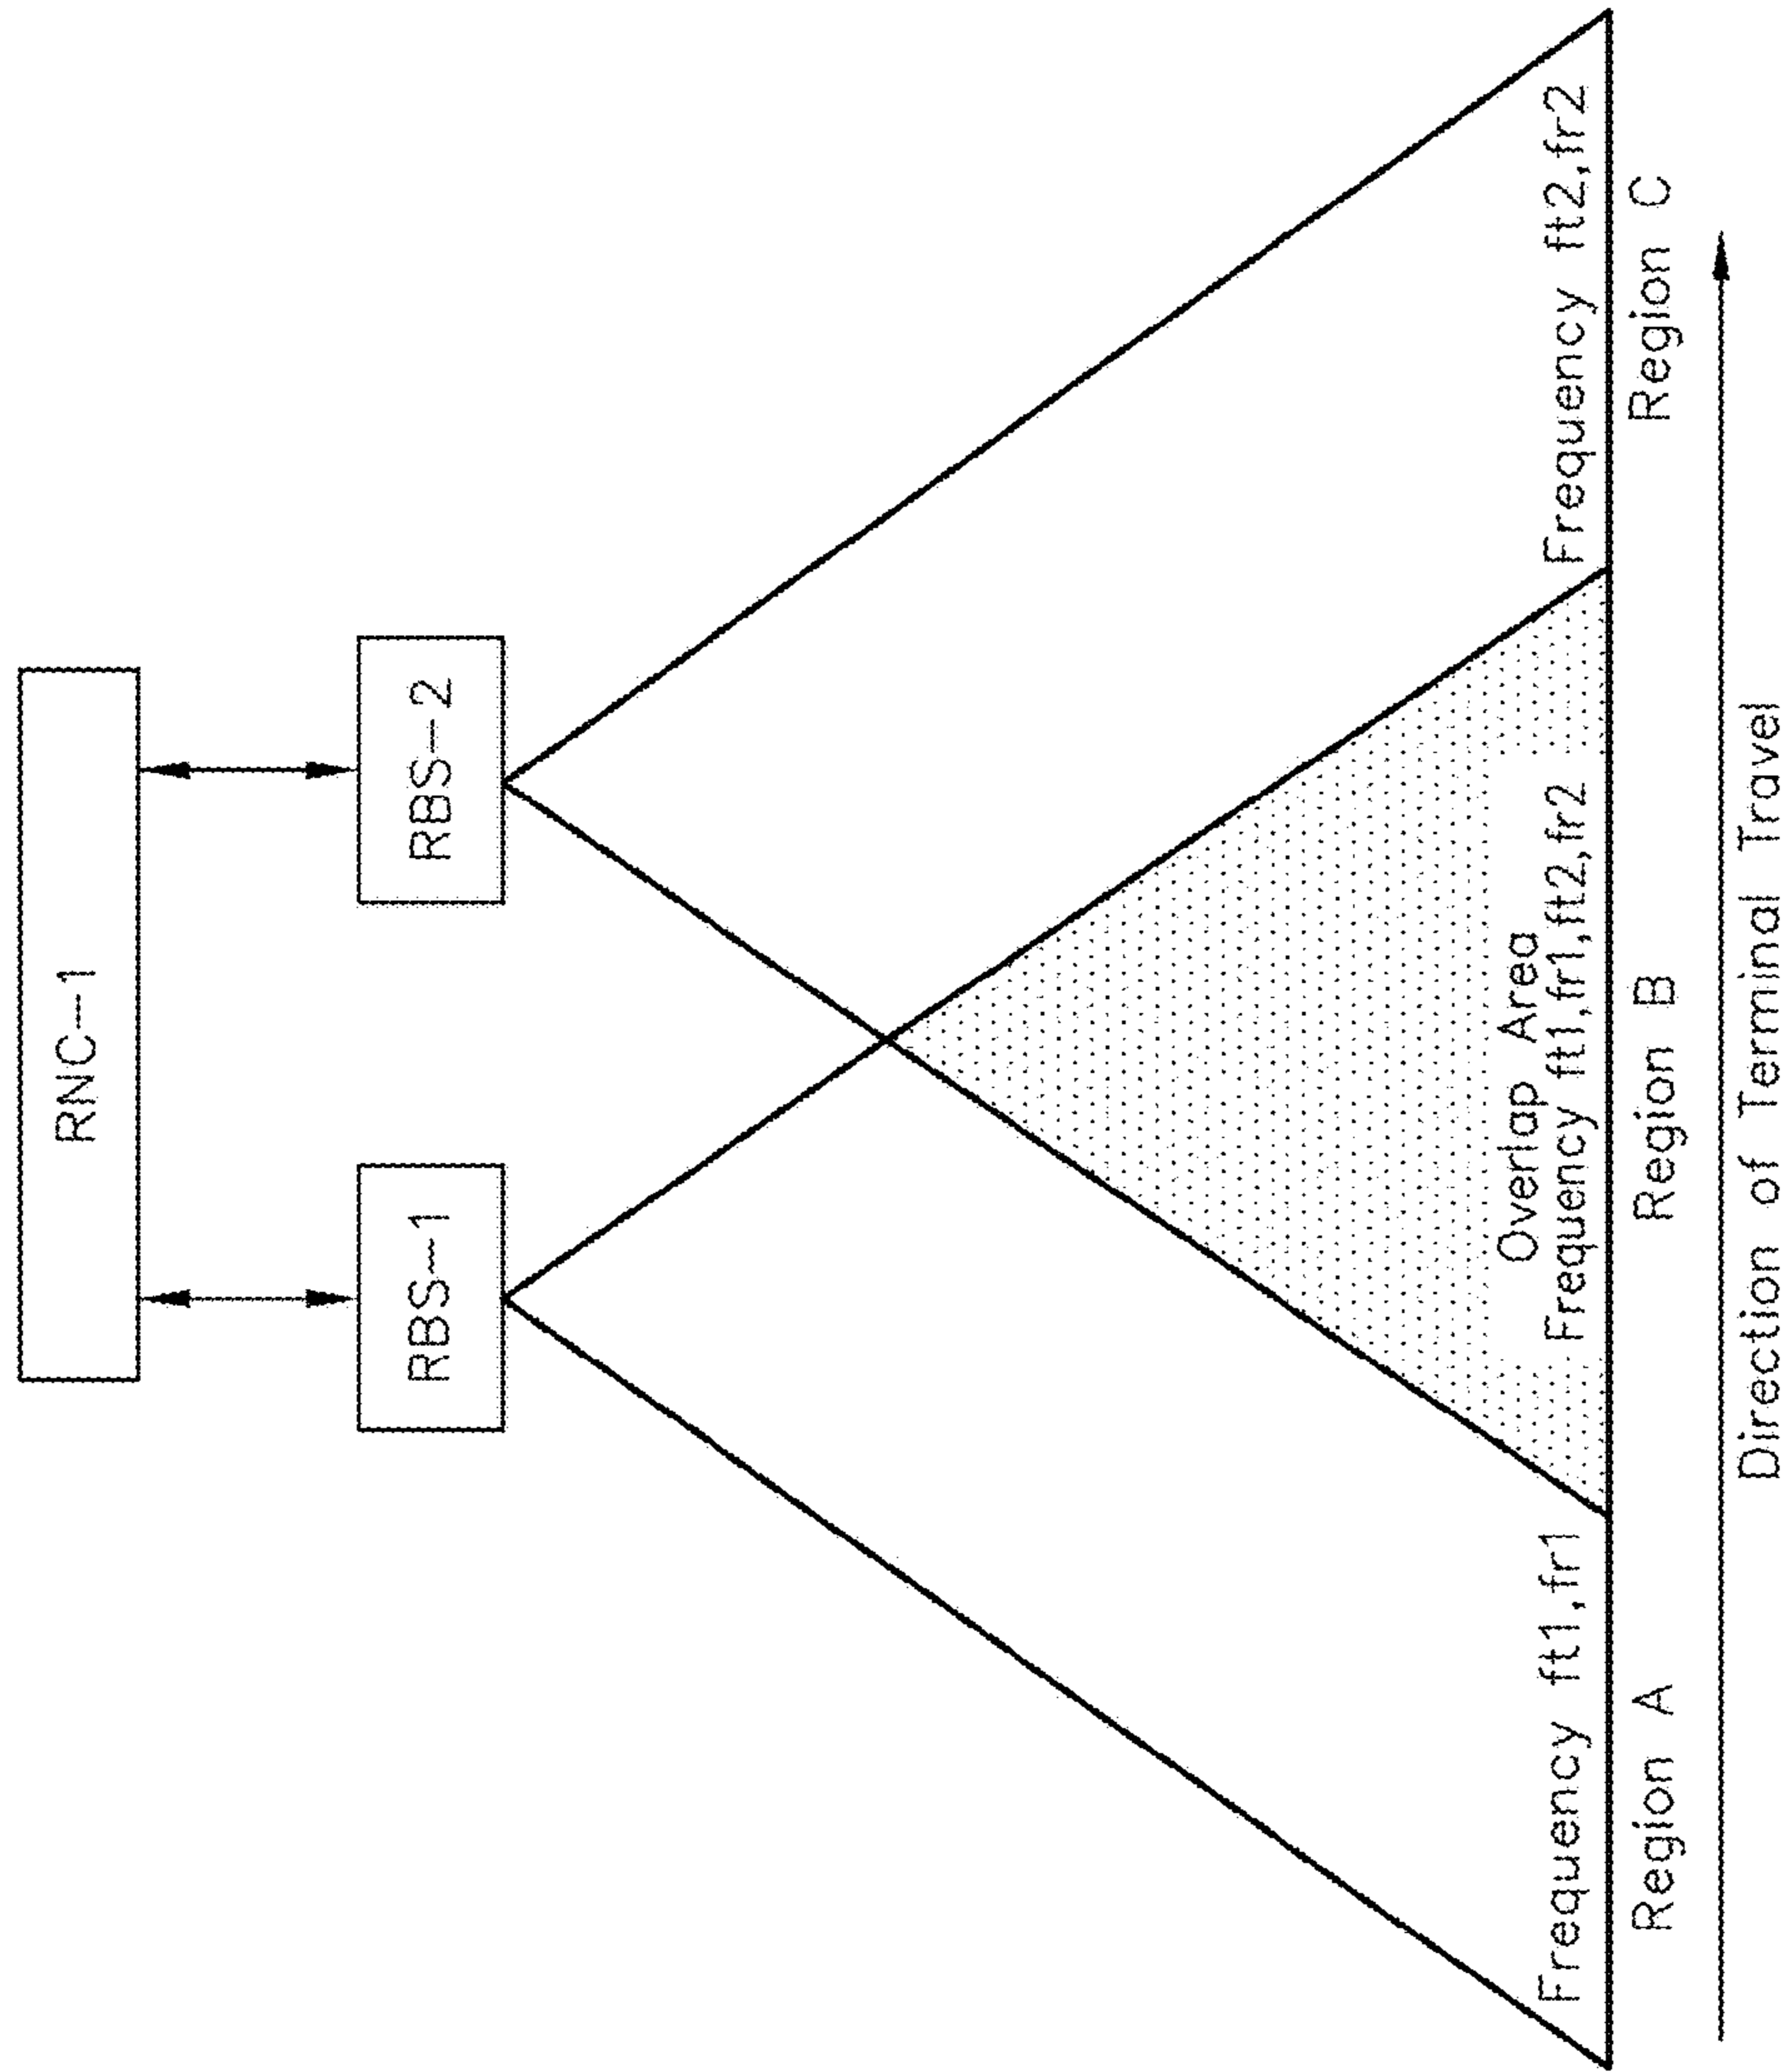 RNC-1
RBS-1
RBS-2
Overlap Area
Frequency ft1,fr1
Frequency ft1,fr1,ft2,fr2
Frequency ft2,fr2
Region A
Region B
Region C
Direction of Terminal Travel